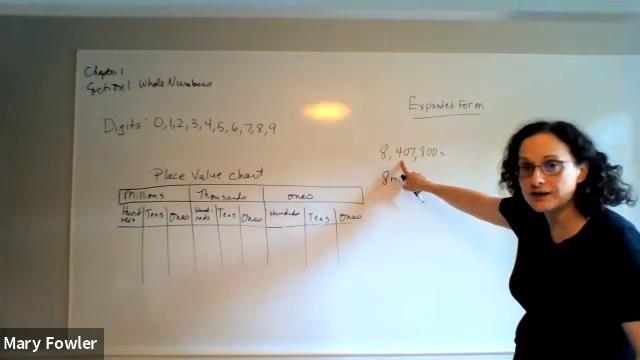 Chapter 1
Section 1: Whole Numbers
Expanded Form
Digits: 0,1,2,3,4,5,6,7,8,9
8,407,800=
8m
Place Value Chart
Millions Thousands Ones
Hundreds Tens Ones Hundreds Tens Ones Hundreds Tens Ones
Mary Fowler